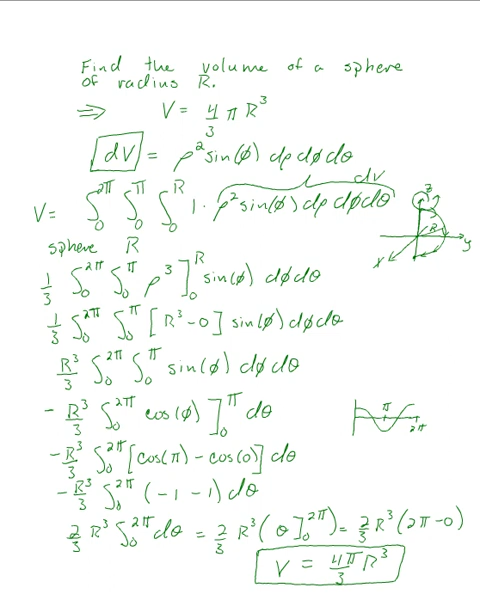 Find the volume of a sphere
of radius R.
⇒ V = 4/3 π R³
dV = ρ² sin(φ) dρ dφ dθ
dV
V = ∫₀^2π ∫₀^π ∫₀^R 1 · ρ² sin(φ) dρ dφ dθ
z
R
y
x
sphere R
1/3 ∫₀^2π ∫₀^π ρ³ ]₀^R sin(φ) dφ dθ
1/3 ∫₀^2π ∫₀^π [R³ - 0] sin(φ) dφ dθ
R³/3 ∫₀^2π ∫₀^π sin(φ) dφ dθ
- R³/3 ∫₀^2π cos(φ) ]₀^π dθ
π
2π
- R³/3 ∫₀^2π [cos(π) - cos(0)] dθ
- R³/3 ∫₀^2π (-1 - 1) dθ
2/3 R³ ∫₀^2π dθ = 2/3 R³ (θ ]₀^2π) = 2/3 R³ (2π - 0)
V = 4π/3 R³